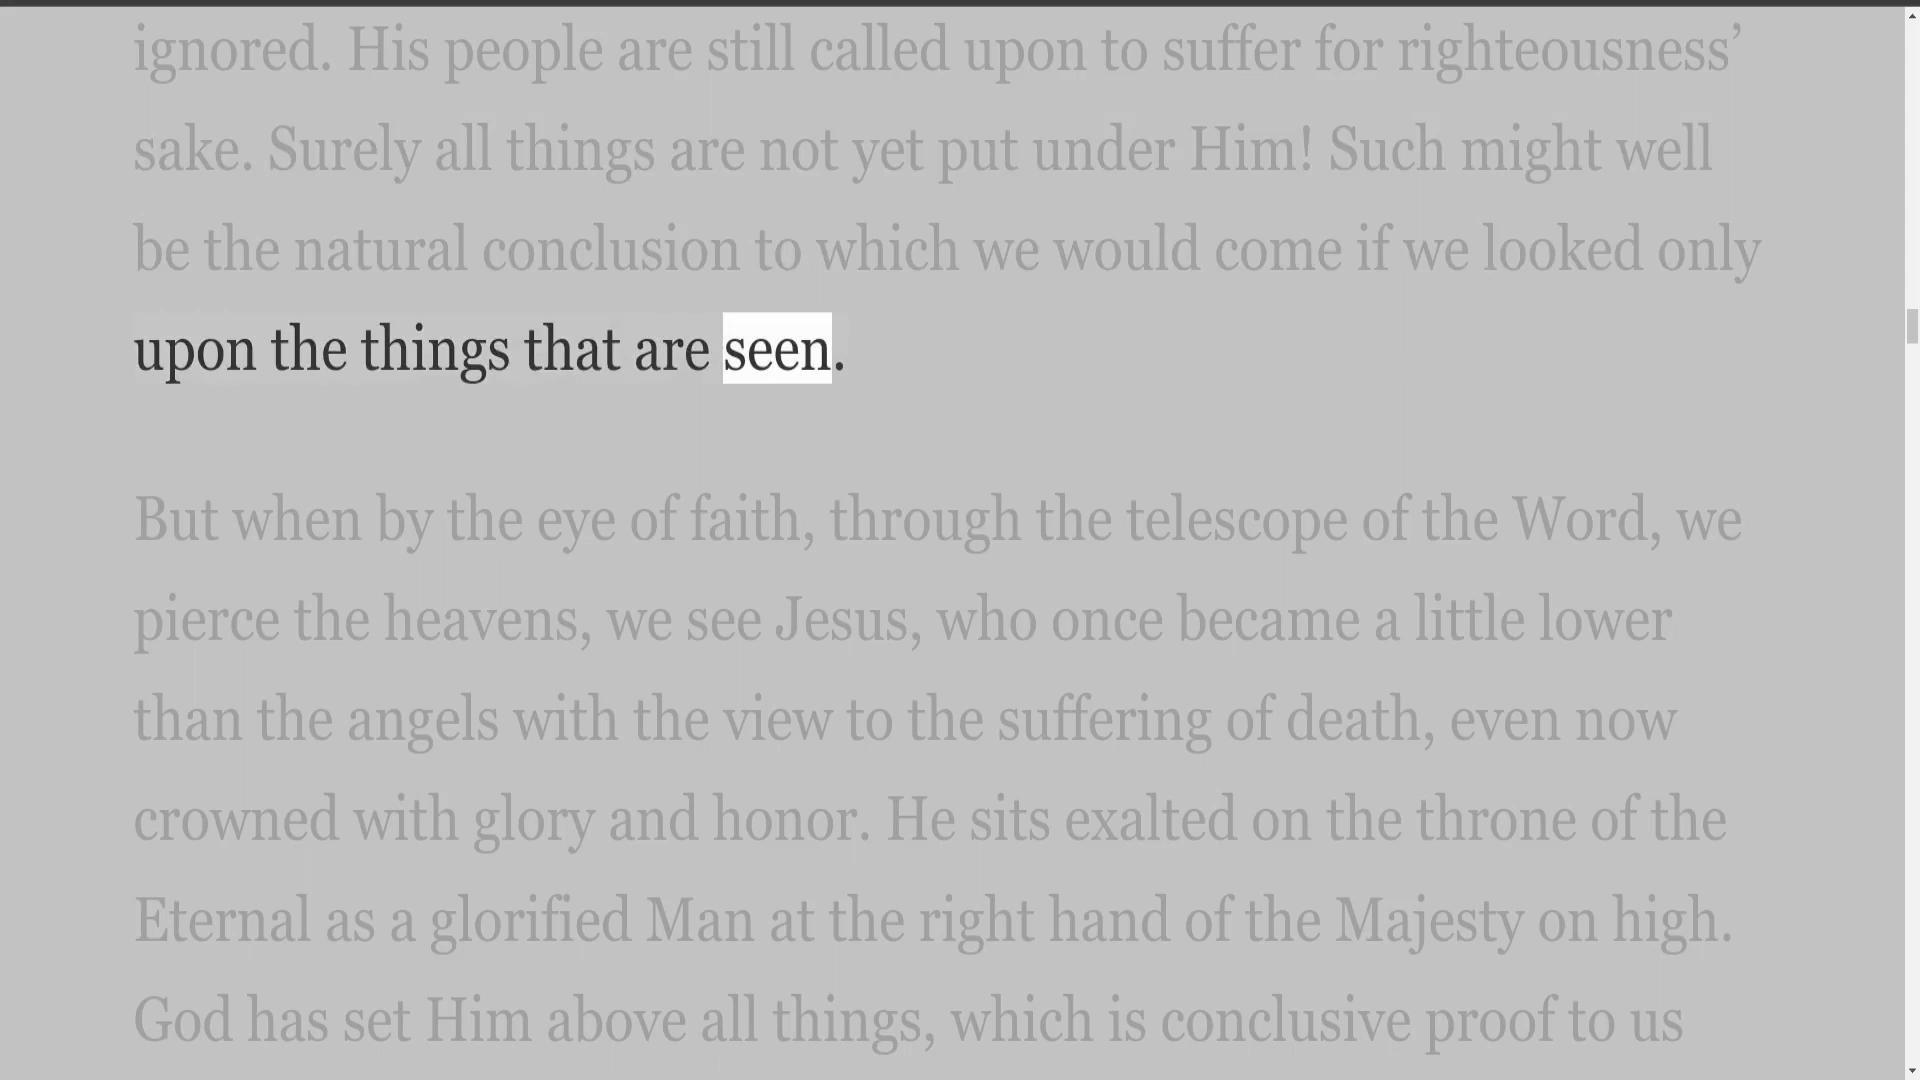 ignored. His people are still called upon to suffer for righteousness’
sake. Surely all things are not yet put under Him! Such might well
be the natural conclusion to which we would come if we looked only
upon the things that are seen.
But when by the eye of faith, through the telescope of the Word, we
pierce the heavens, we see Jesus, who once became a little lower
than the angels with the view to the suffering of death, even now
crowned with glory and honor. He sits exalted on the throne of the
Eternal as a glorified Man at the right hand of the Majesty on high.
God has set Him above all things, which is conclusive proof to us